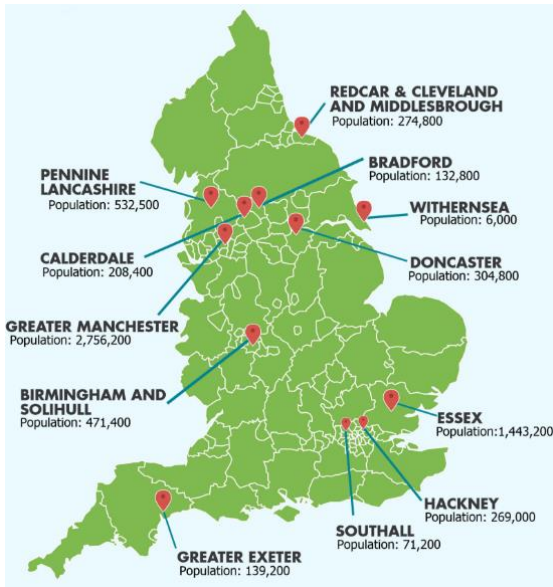 REDCAR & CLEVELAND
AND MIDDLESBROUGH
Population: 274,800
BRADFORD
Population: 132,800
PENNINE
LANCASHIRE
Population: 532,500
WITHERNSEA
Population: 6,000
CALDERDALE
Population: 208,400
DONCASTER
Population: 304,800
GREATER MANCHESTER
Population: 2,756,200
BIRMINGHAM AND
SOLIHULL
Population: 471,400
ESSEX
Population:1,443,200
HACKNEY
Population: 269,000
SOUTHALL
Population: 71,200
GREATER EXETER
Population: 139,200